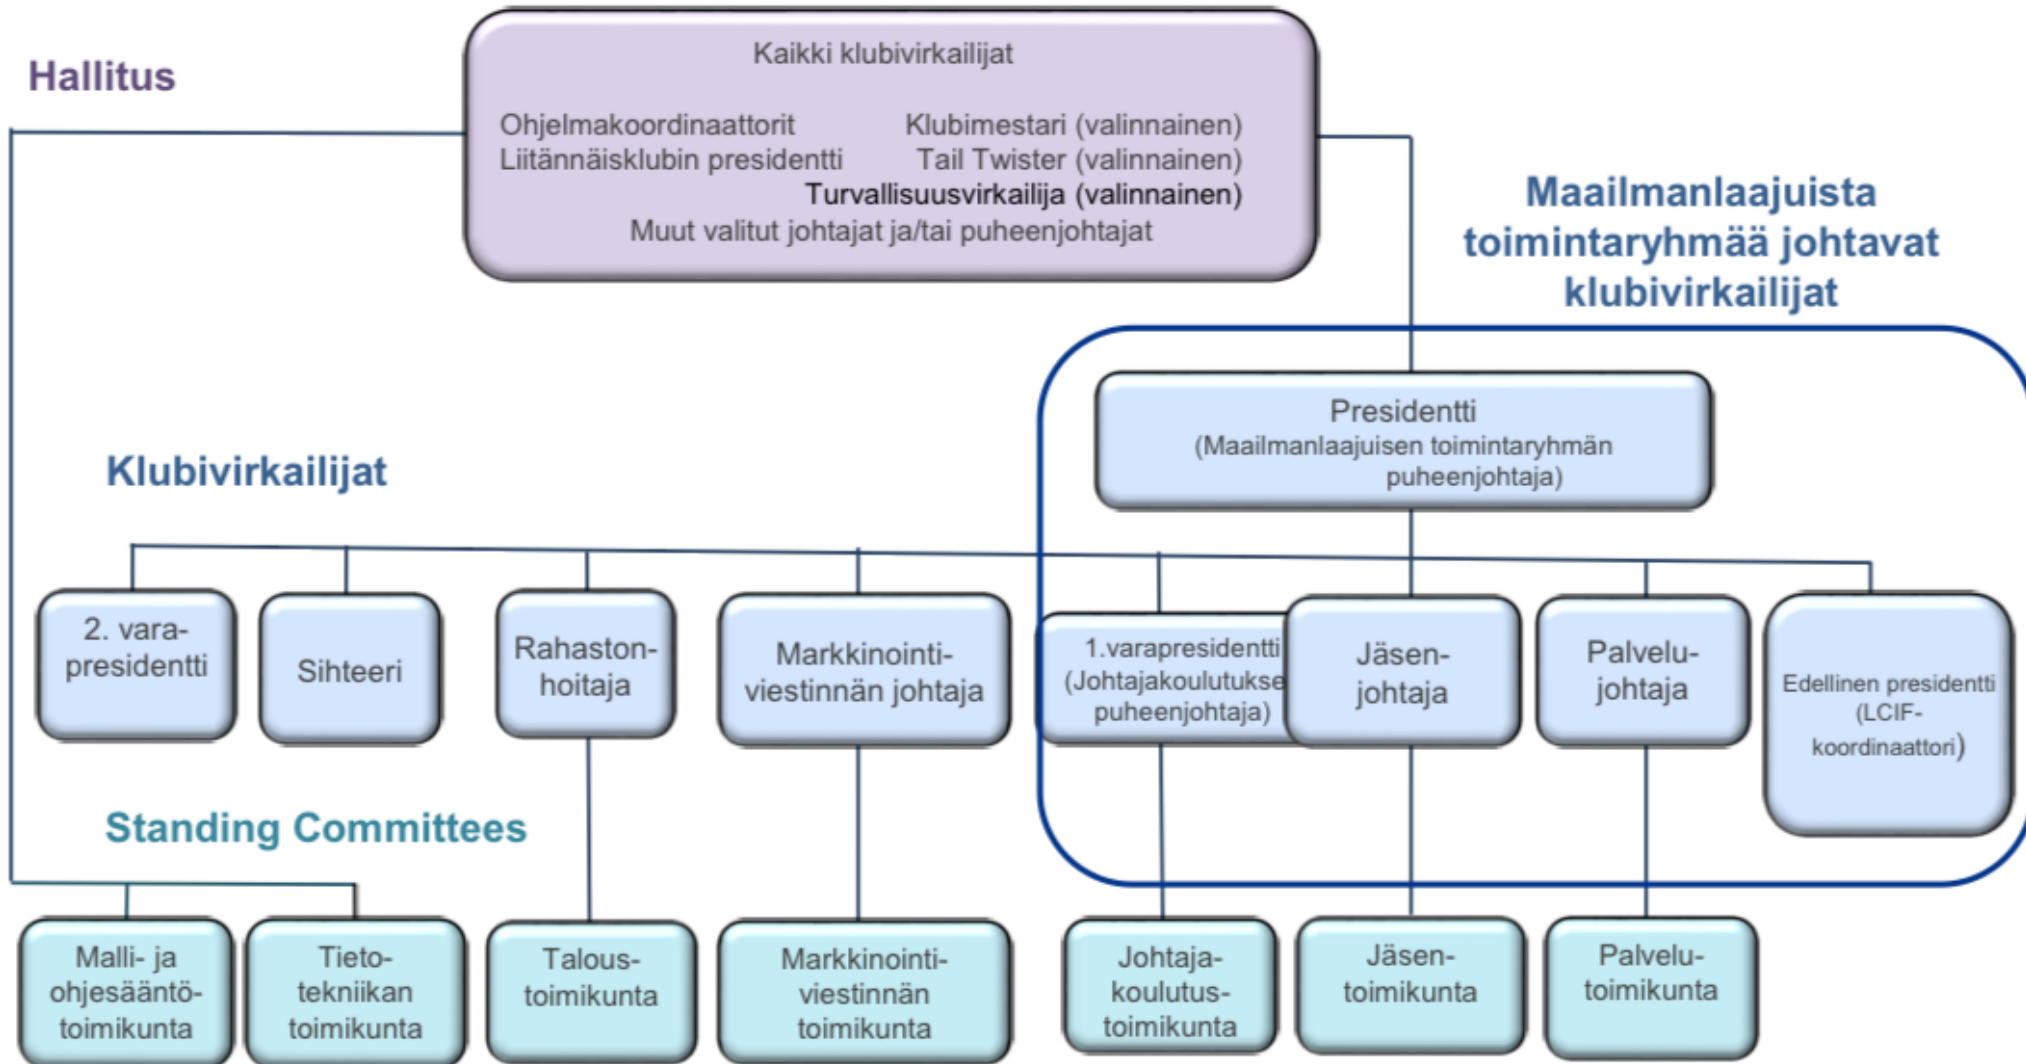 Hallitus
Kaikki klubivirkailijat
Ohjelmakoordinaattorit
Klubimestari (valinnainen)
Liitännäisklubin presidentti
Tail Twister (valinnainen)
Turvallisuusvirkailija (valinnainen)
Muut valitut johtajat ja/tai puheenjohtajat
Maailmanlaajuista
toimintaryhmää johtavat
klubivirkailijat
Presidentti
(Maailmanlaajuisen toimintaryhmän
puheenjohtaja)
Klubivirkailijat
2. vara-
presidentti
Sihteeri
Rahaston-
hoitaja
Markkinointi-
viestinnän johtaja
1.varapresidentti
(Johtajakoulutukse
puheenjohtaja)
Jäsen-
johtaja
Palvelu-
johtaja
Edellinen presidentti
(LCIF-
koordinaattori)
Standing Committees
Malli- ja
ohjesääntö-
toimikunta
Tieto-
tekniikan
toimikunta
Talous-
toimikunta
Markkinointi-
viestinnän
toimikunta
Johtaja-
koulutus-
toimikunta
Jäsen-
toimikunta
Palvelu-
toimikunta